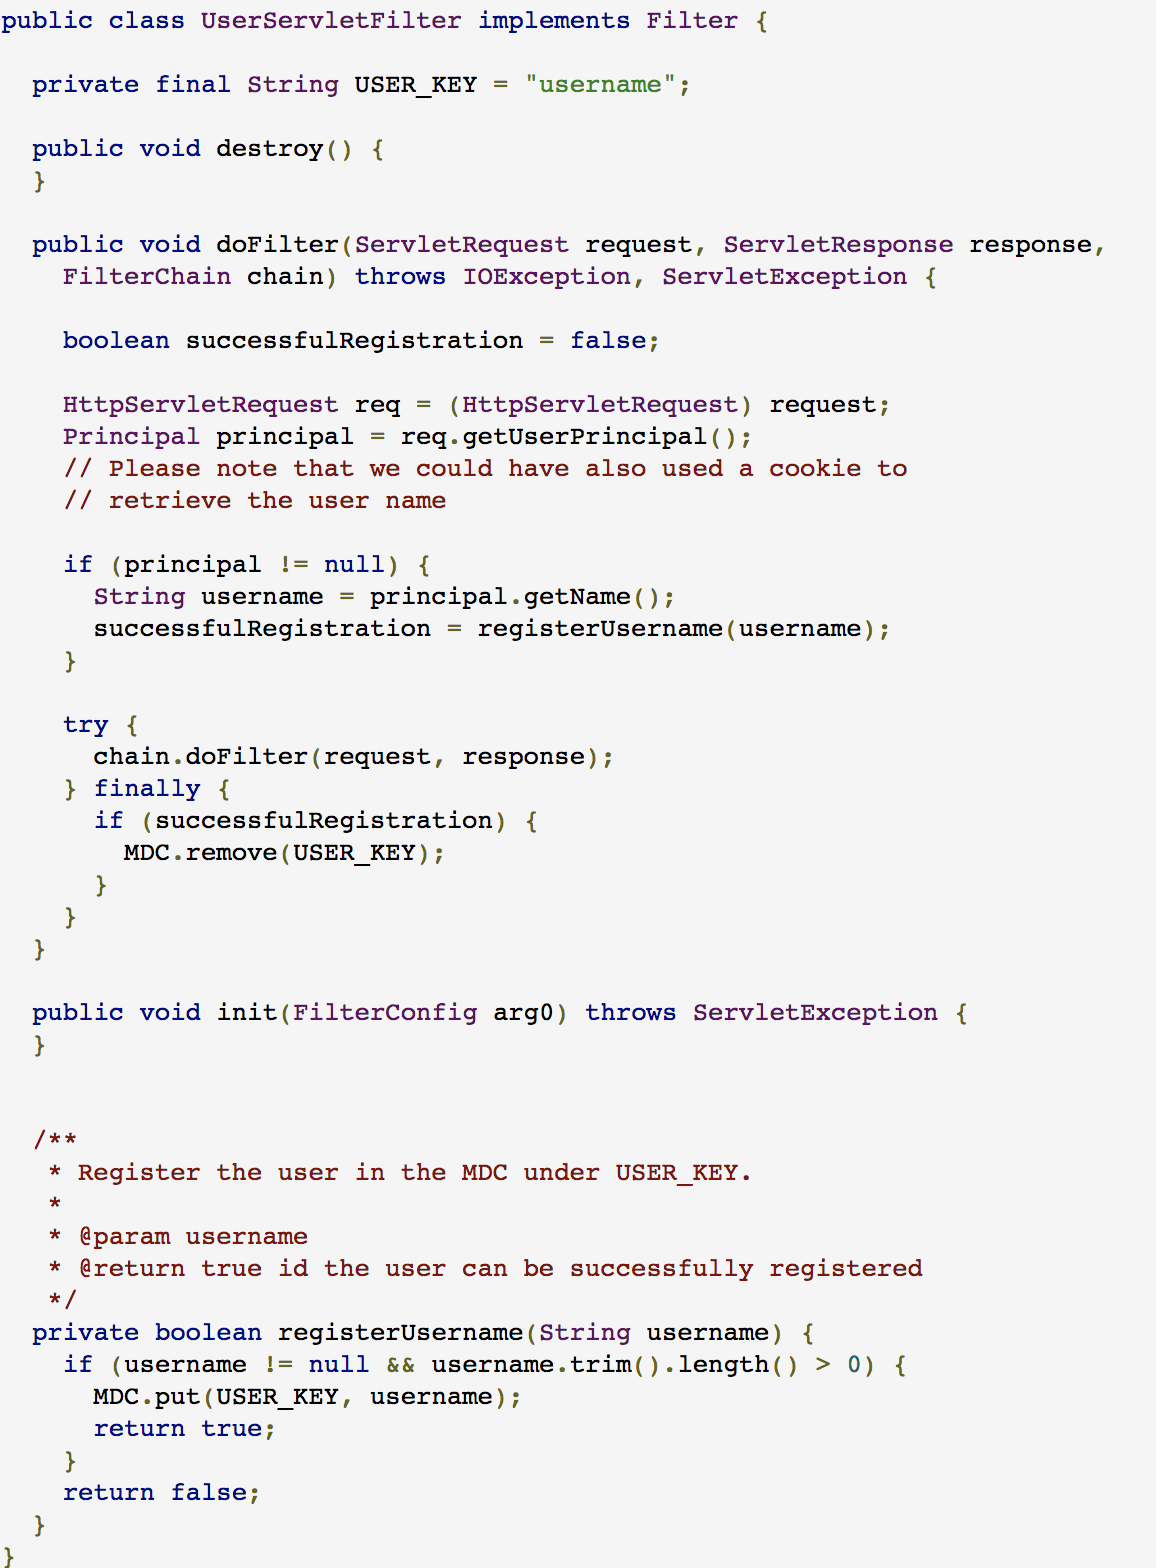 public class UserServletFilter implements Filter {
private final String USER_KEY = "username";
public void destroy() {
}
public void doFilter(ServletRequest request, ServletResponse response,
FilterChain chain) throws IOException, ServletException {
boolean successfulRegistration = false;
HttpServletRequest req = (HttpServletRequest) request;
Principal principal = req.getUserPrincipal();
// Please note that we could have also used a cookie to
// retrieve the user name
if (principal != null) {
String username = principal.getName();
successfulRegistration = registerUsername(username);
}
try {
chain.doFilter(request, response);
} finally {
if (successfulRegistration) {
MDC.remove(USER_KEY);
}
}
}
public void init(FilterConfig arg0) throws ServletException {
}
/**
* Register the user in the MDC under USER_KEY.
*
* @param username
* @return true id the user can be successfully registered
*/
private boolean registerUsername(String username) {
if (username != null && username.trim().length() > 0) {
MDC.put(USER_KEY, username);
return true;
}
return false;
}
}